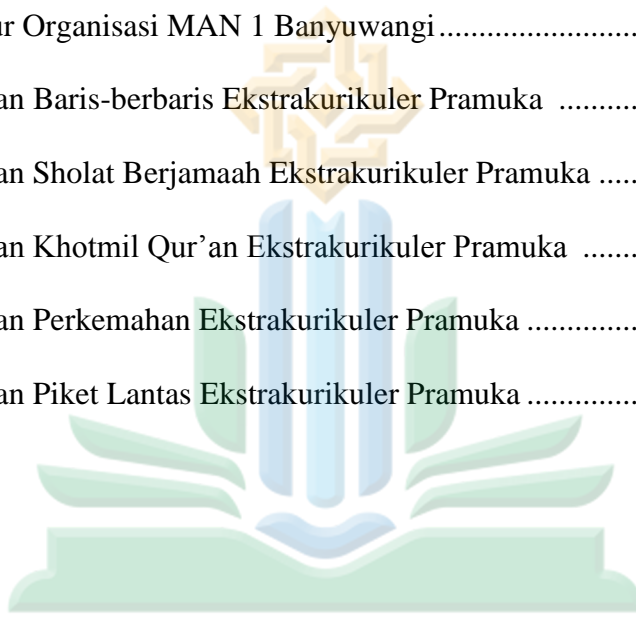 ur Organisasi MAN 1 Banyuwangi........................
an Baris-berbaris Ekstrakurikuler Pramuka ..........
an Sholat Berjamaah Ekstrakurikuler Pramuka .....
an Khotmil Qur’an Ekstrakurikuler Pramuka .......
an Perkemahan Ekstrakurikuler Pramuka .............
an Piket Lantas Ekstrakurikuler Pramuka .............